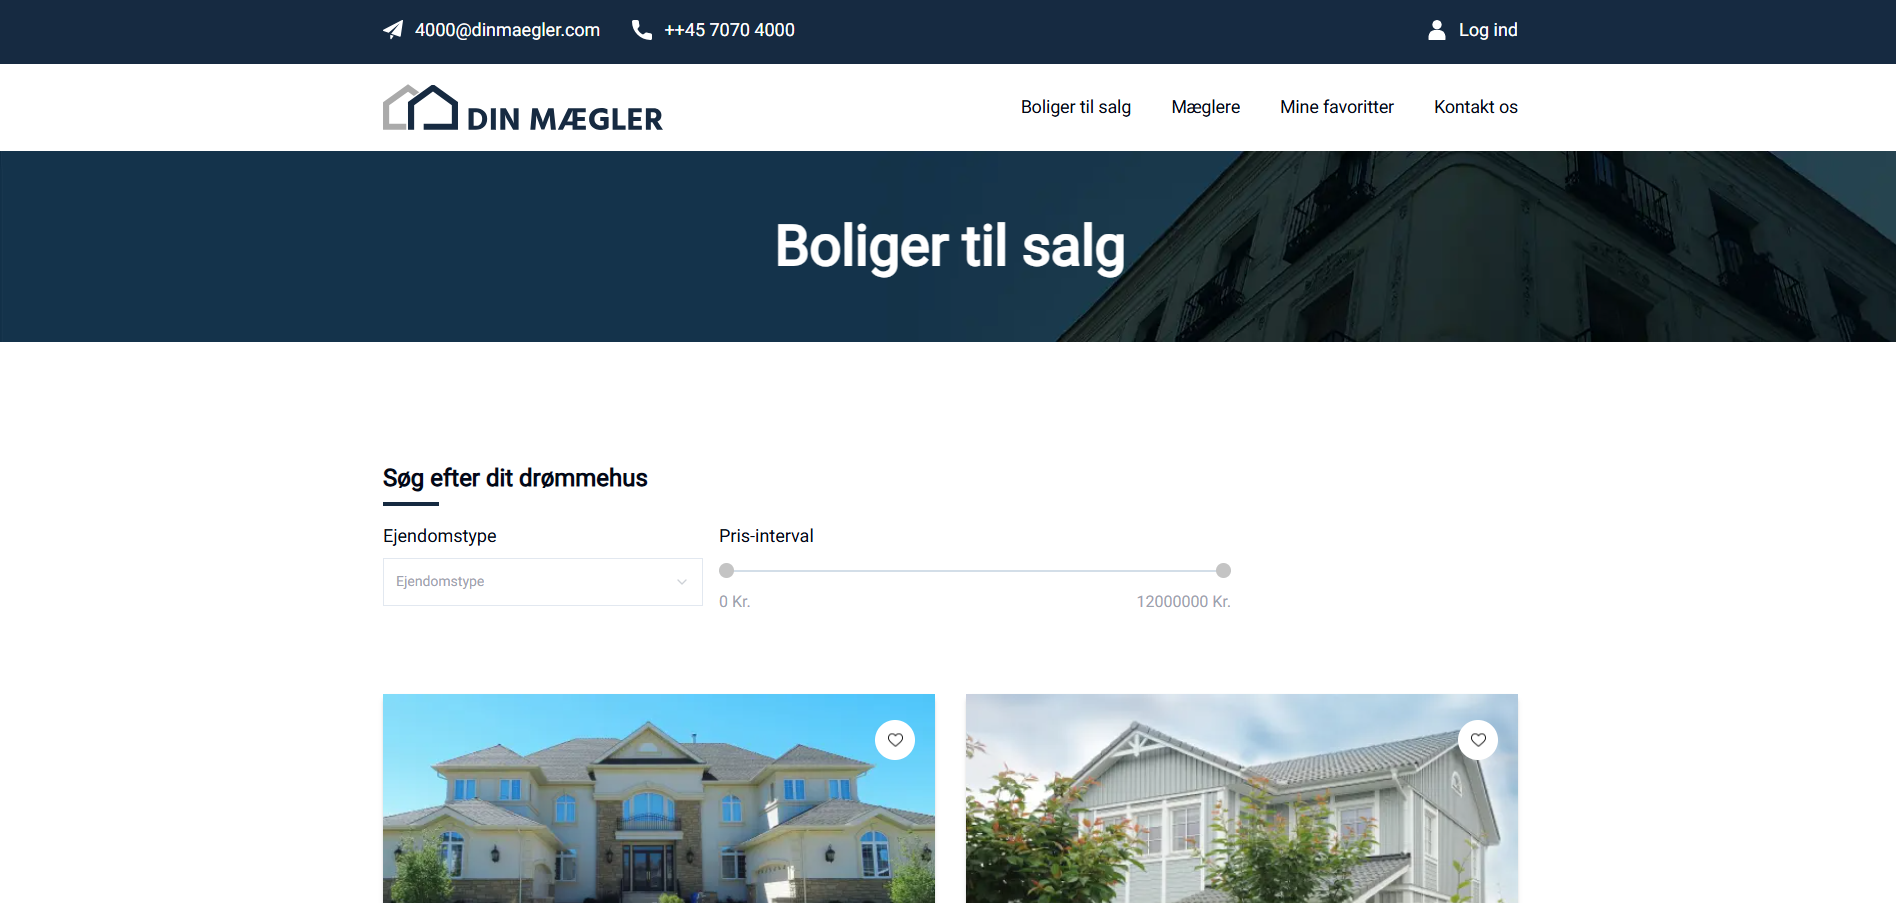 4000@dinmaegler.com ++45 7070 4000 Log ind
DIN MÆGLER
Boliger til salg Mæglere Mine favoritter Kontakt os
Boliger til salg
Søg efter dit drømmehus
Ejendomstype Pris-interval
Ejendomstype
0 Kr. 12000000 Kr.